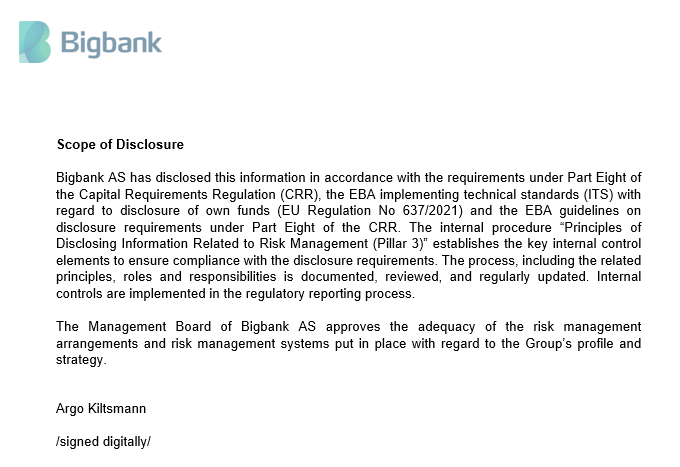 Bigbank
Scope of Disclosure
Bigbank AS has disclosed this information in accordance with the requirements under Part Eight of
the Capital Requirements Regulation (CRR), the EBA implementing technical standards (ITS) with
regard to disclosure of own funds (EU Regulation No 637/2021) and the EBA guidelines on
disclosure requirements under Part Eight of the CRR. The internal procedure “Principles of
Disclosing Information Related to Risk Management (Pillar 3)” establishes the key internal control
elements to ensure compliance with the disclosure requirements. The process, including the related
principles, roles and responsibilities is documented, reviewed, and regularly updated. Internal
controls are implemented in the regulatory reporting process.
The Management Board of Bigbank AS approves the adequacy of the risk management
arrangements and risk management systems put in place with regard to the Group’s profile and
strategy.
Argo Kiltsmann
/signed digitally/